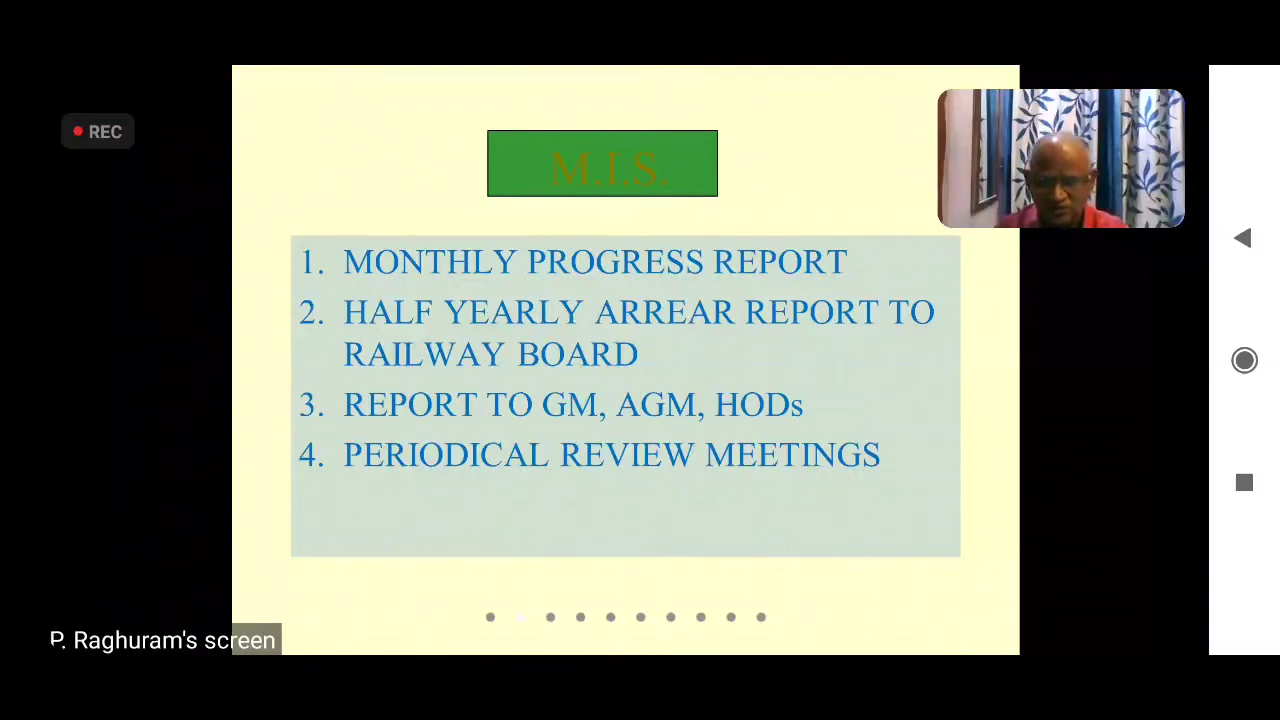 REC
M.I.S.
1. MONTHLY PROGRESS REPORT
2. HALF YEARLY ARREAR REPORT TO
RAILWAY BOARD
3. REPORT TO GM, AGM, HODs
4. PERIODICAL REVIEW MEETINGS
P. Raghuram's screen